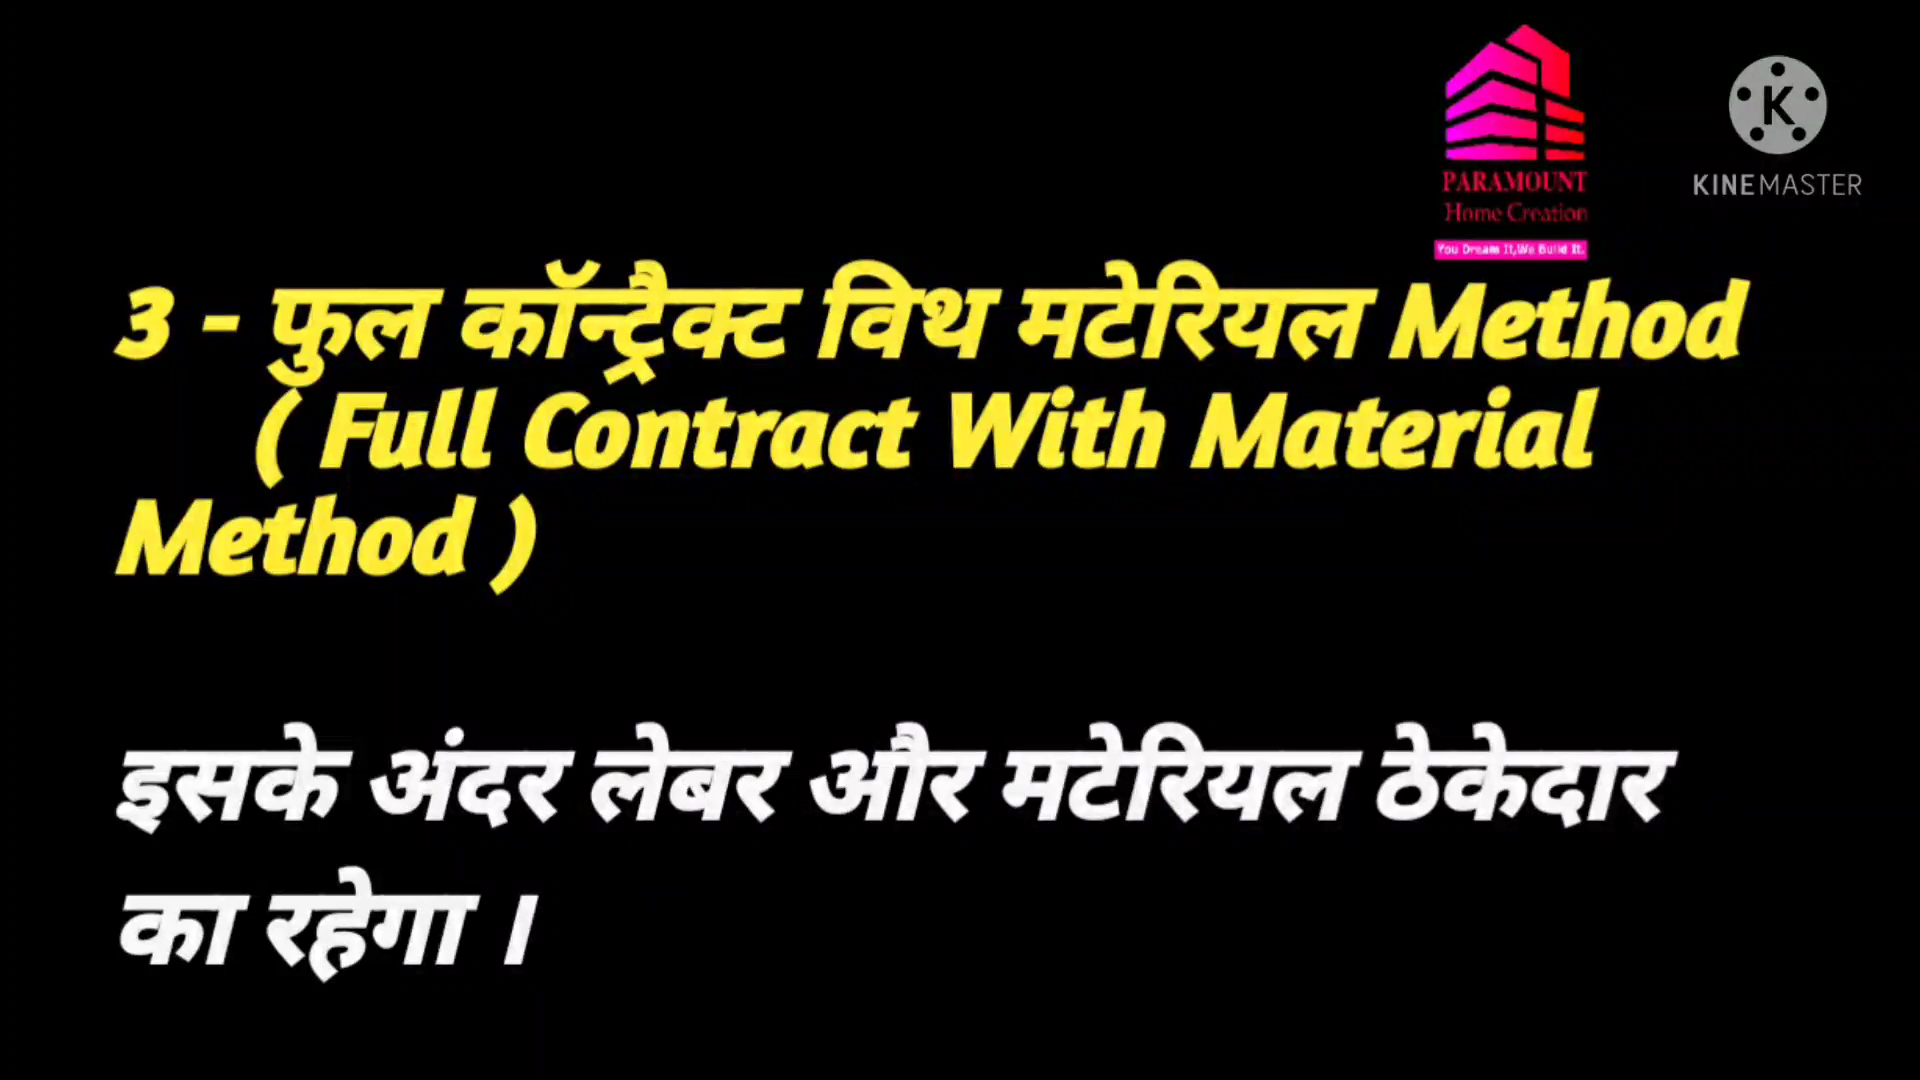 PARAMOUNT
Home Creation
You Dream It,We Build It.
K
KINEMASTER
3 - फुल कॉन्ट्रैक्ट विथ मटेरियल Method
( Full Contract With Material
Method )
इसके अंदर लेबर और मटेरियल ठेकेदार
का रहेगा ।